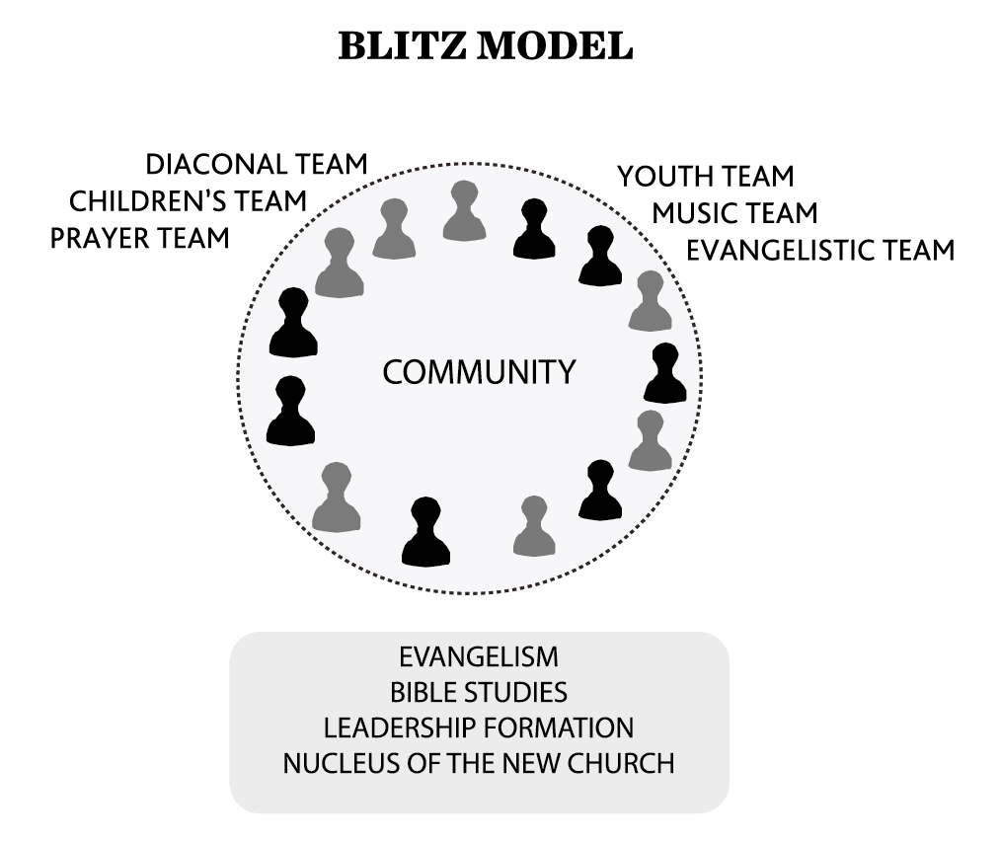 BLITZ MODEL
DIACONAL TEAM
CHILDREN'S TEAM
PRAYER TEAM
YOUTH TEAM
MUSIC TEAM
EVANGELISTIC TEAM
COMMUNITY
EVANGELISM
BIBLE STUDIES
LEADERSHIP FORMATION
NUCLEUS OF THE NEW CHURCH